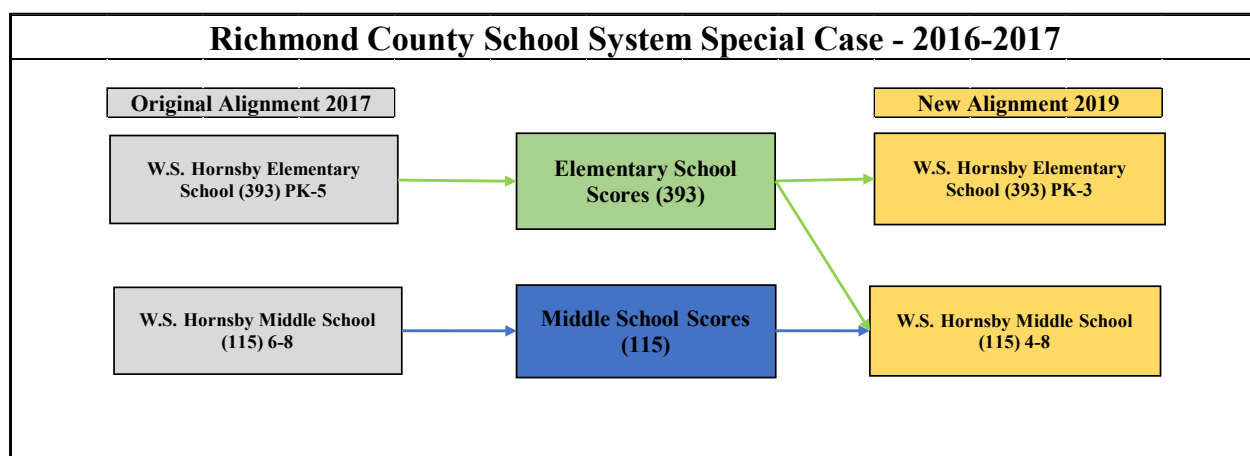 Richmond County School System Special Case - 2016-2017
Original Alignment 2017
New Alignment 2019
W.S. Hornsby Elementary
School (393) PK-5
Elementary School
Scores (393)
W.S. Hornsby Elementary
School (393) PK-3
W.S. Hornsby Middle School
(115) 6-8
Middle School Scores
(115)
W.S. Hornsby Middle School
(115) 4-8